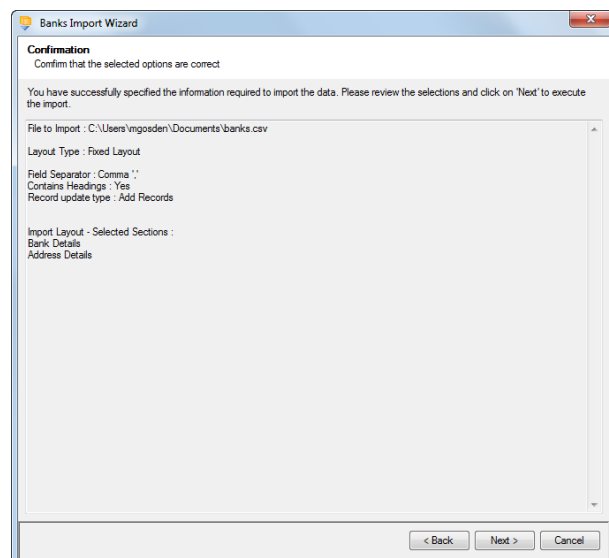 Banks Import Wizard
Confirmation
Comfirm that the selected options are correct
You have successfully specified the information required to import the data. Please review the selections and click on 'Next' to execute
the import.
File to Import : C:\Users\mgosden\Documents\banks.csv
Layout Type : Fixed Layout
Field Separator : Comma ','
Contains Headings : Yes
Record update type : Add Records
Import Layout - Selected Sections :
Bank Details
Address Details
< Back Next > Cancel